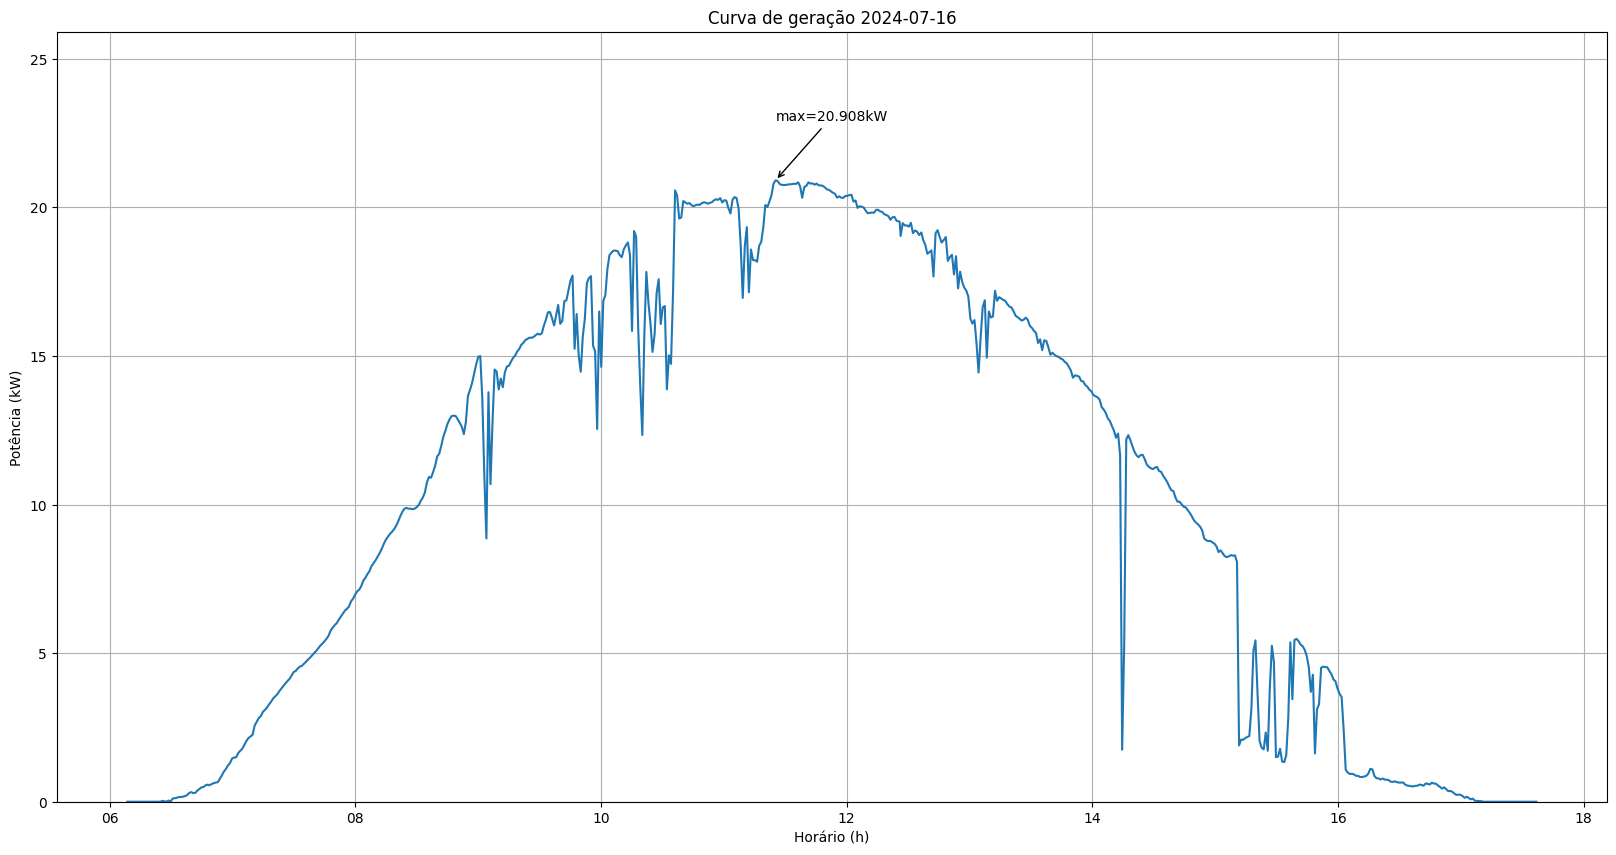 Curva de geração 2024-07-16
25
max=20.908kW
20
15
Potência (kW)
10
5
0
06 08 10 12 14 16 18
Horário (h)